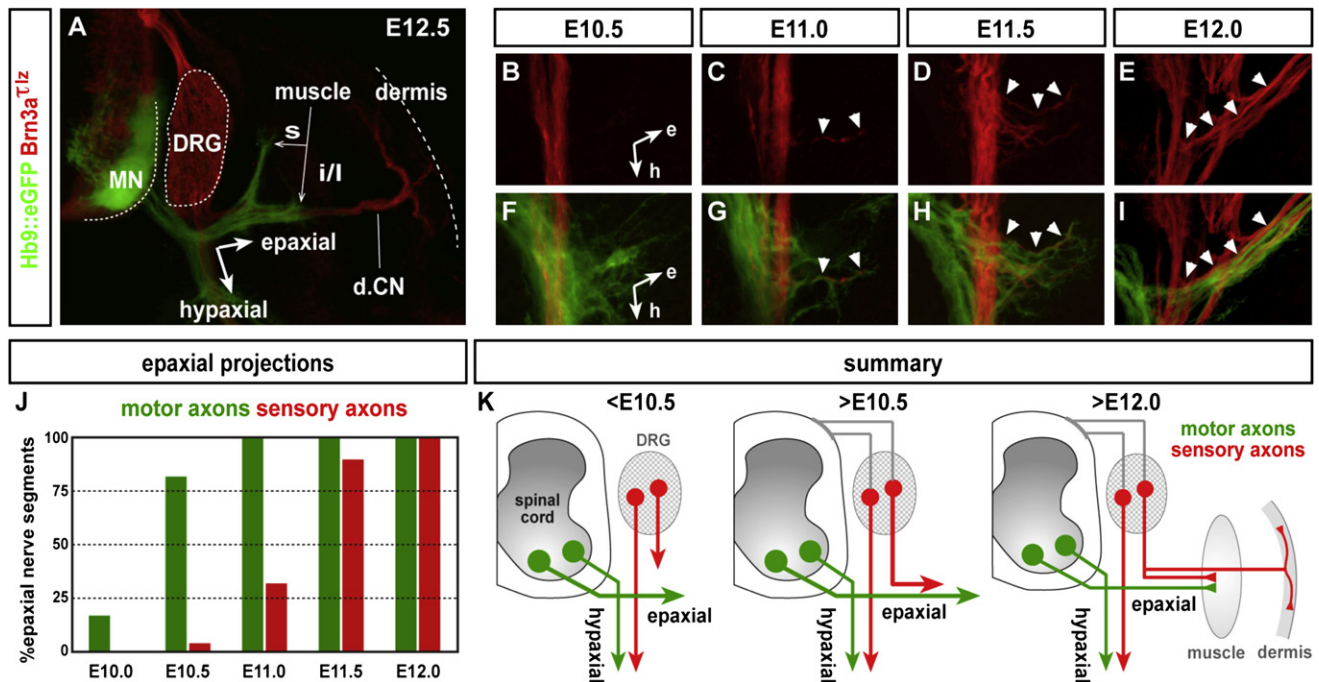 Hb9::eGFP Brn3a τlz
A
E12.5
muscle
dermis
s
DRG
MN
i/l
epaxial
d.CN
hypaxial
E10.5
E11.0
E11.5
E12.0
B
e
h
C
D
E
F
e
h
G
H
I
epaxial projections
J
motor axons sensory axons
%epaxial nerve segments
100
75
50
25
0
E10.0
E10.5
E11.0
E11.5
E12.0
summary
K
<E10.5
DRG
spinal
cord
epaxial
hypaxial
>E10.5
epaxial
hypaxial
>E12.0
motor axons
sensory axons
epaxial
hypaxial
muscle
dermis